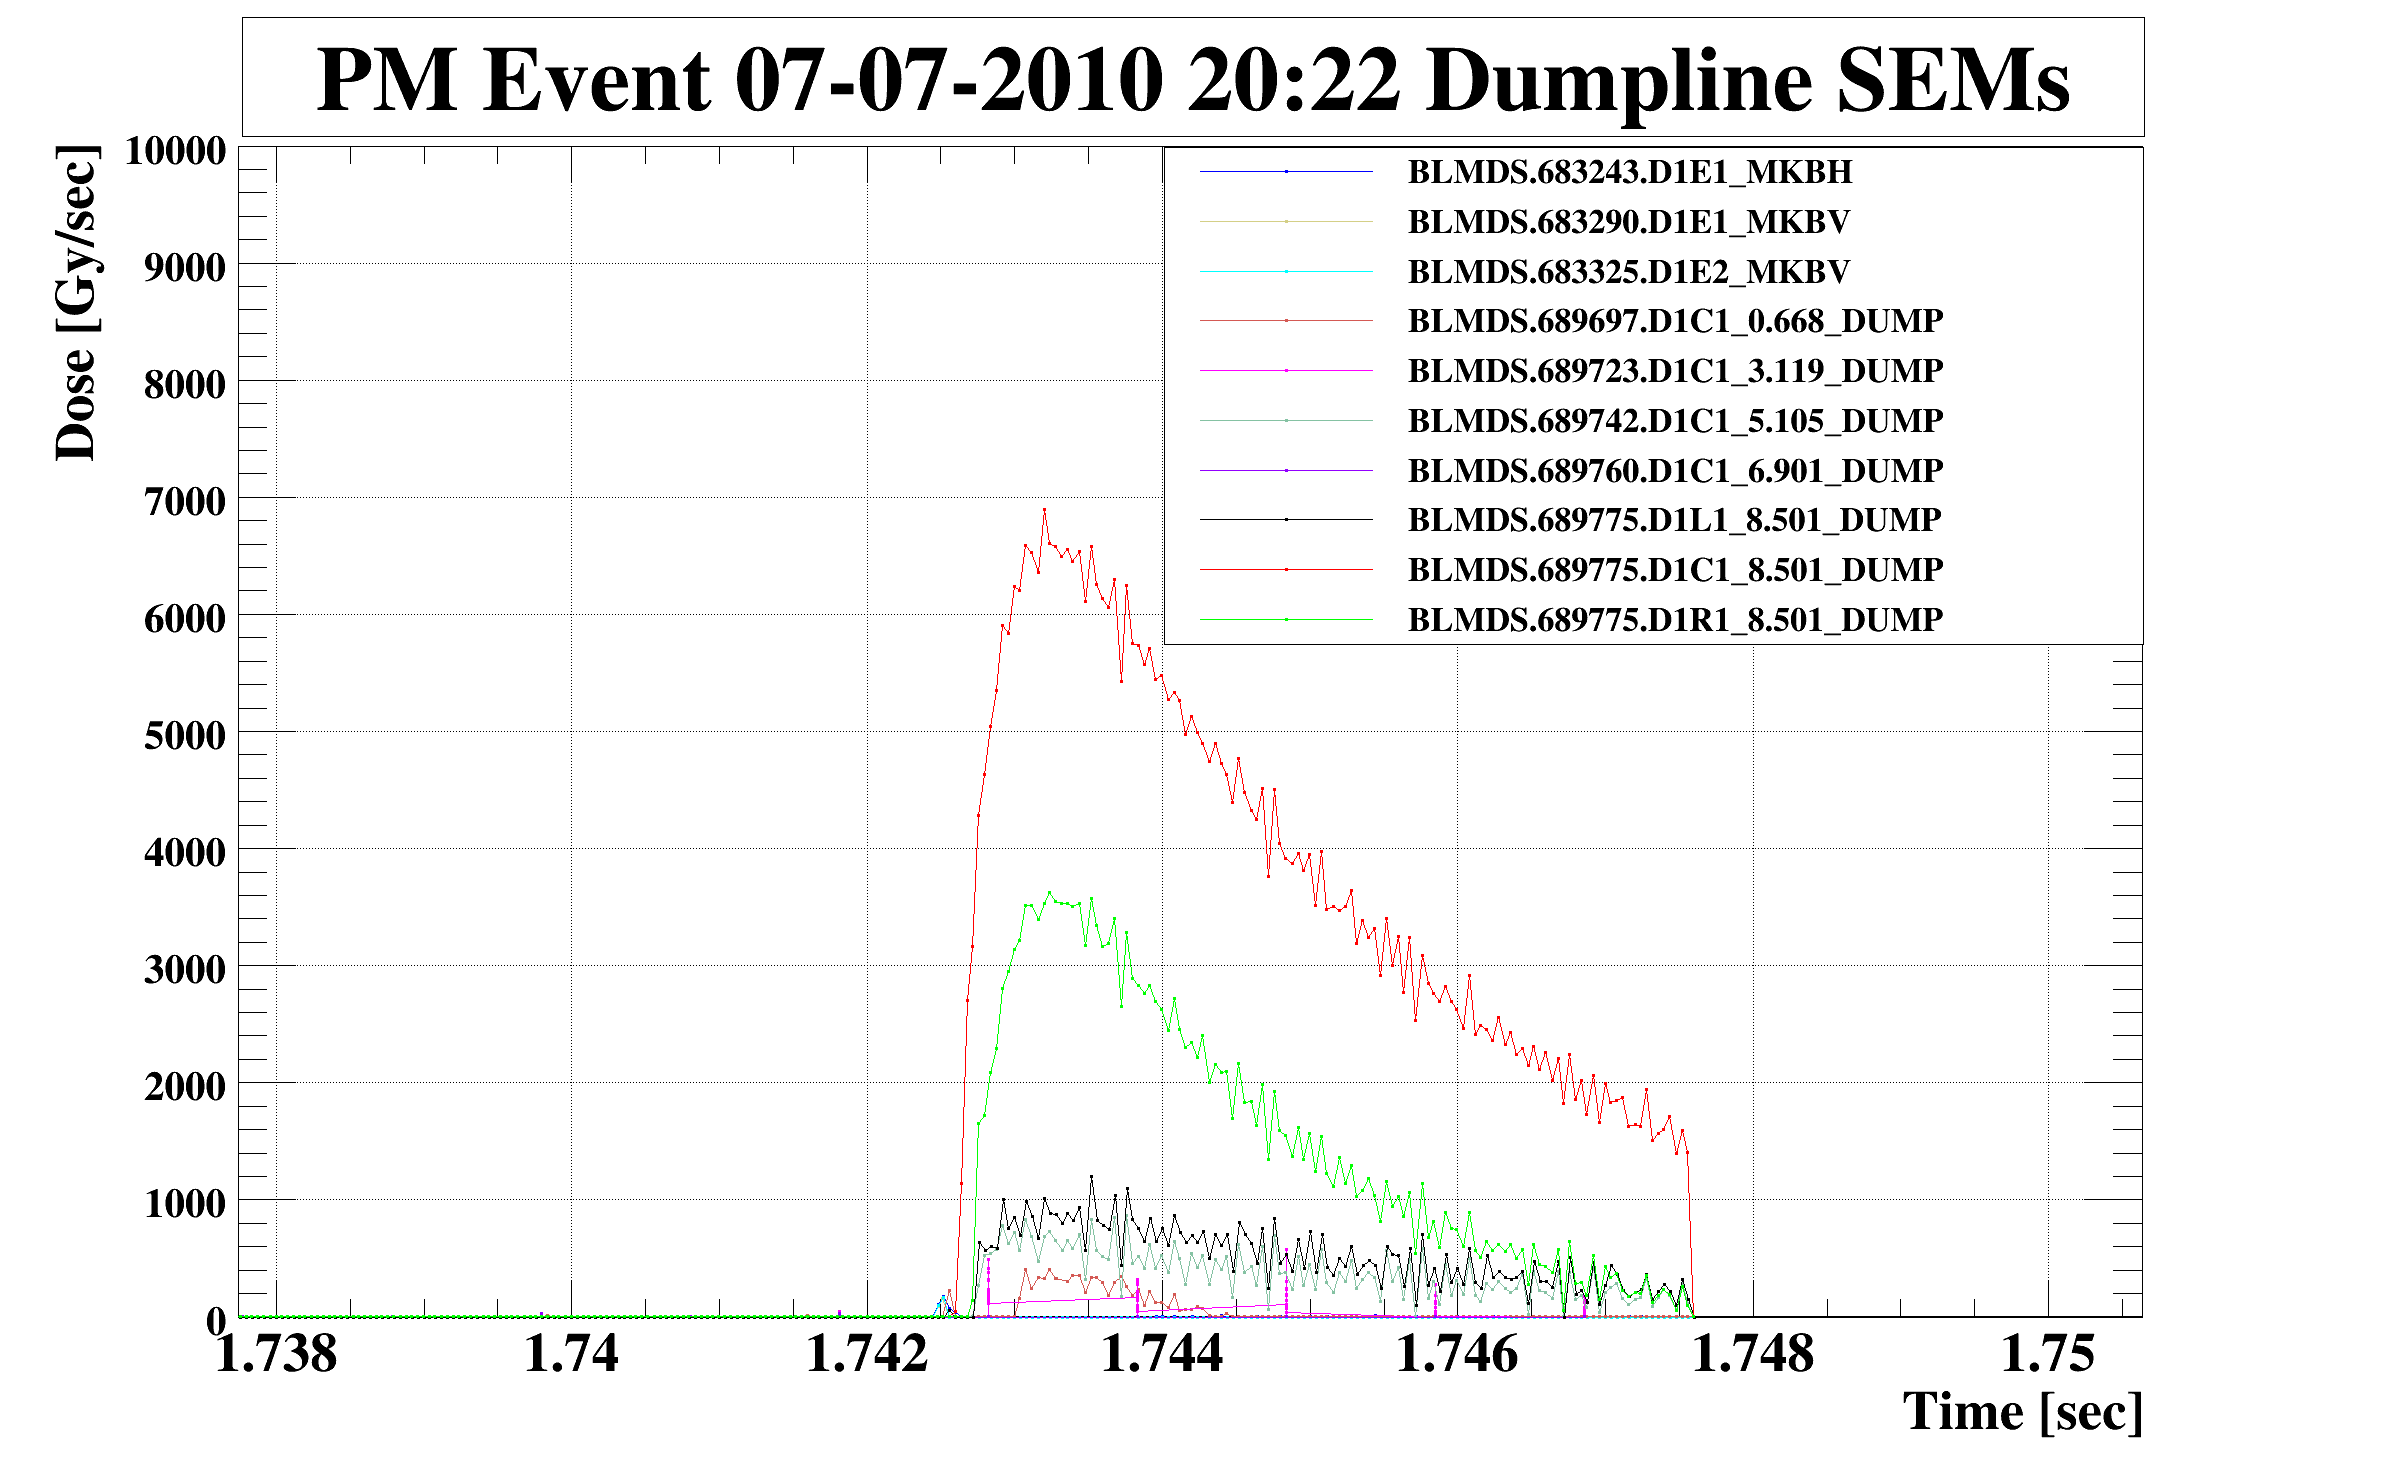 PM Event 07-07-2010 20:22 Dumpline SEMs
Dose [Gy/sec]
10000
9000
8000
7000
6000
5000
4000
3000
2000
1000
0
BLMDS.683243.D1E1_MKBH
BLMDS.683290.D1E1_MKBV
BLMDS.683325.D1E2_MKBV
BLMDS.689697.D1C1_0.668_DUMP
BLMDS.689723.D1C1_3.119_DUMP
BLMDS.689742.D1C1_5.105_DUMP
BLMDS.689760.D1C1_6.901_DUMP
BLMDS.689775.D1L1_8.501_DUMP
BLMDS.689775.D1C1_8.501_DUMP
BLMDS.689775.D1R1_8.501_DUMP
1.738 1.74 1.742 1.744 1.746 1.748 1.75
Time [sec]